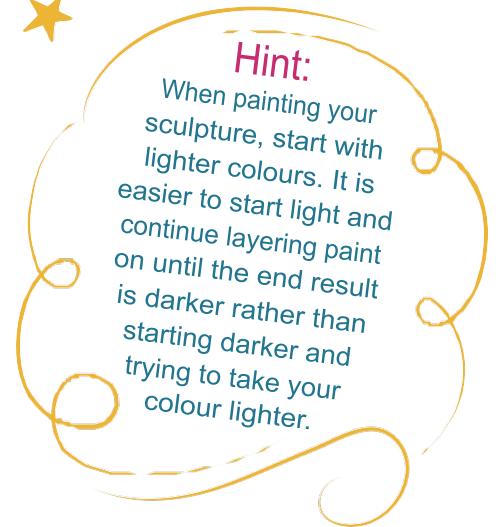 Hint:
When painting your
sculpture, start with
lighter colours. It is
easier to start light and
continue layering paint
on until the end result
is darker rather than
starting darker and
trying to take your
colour lighter.